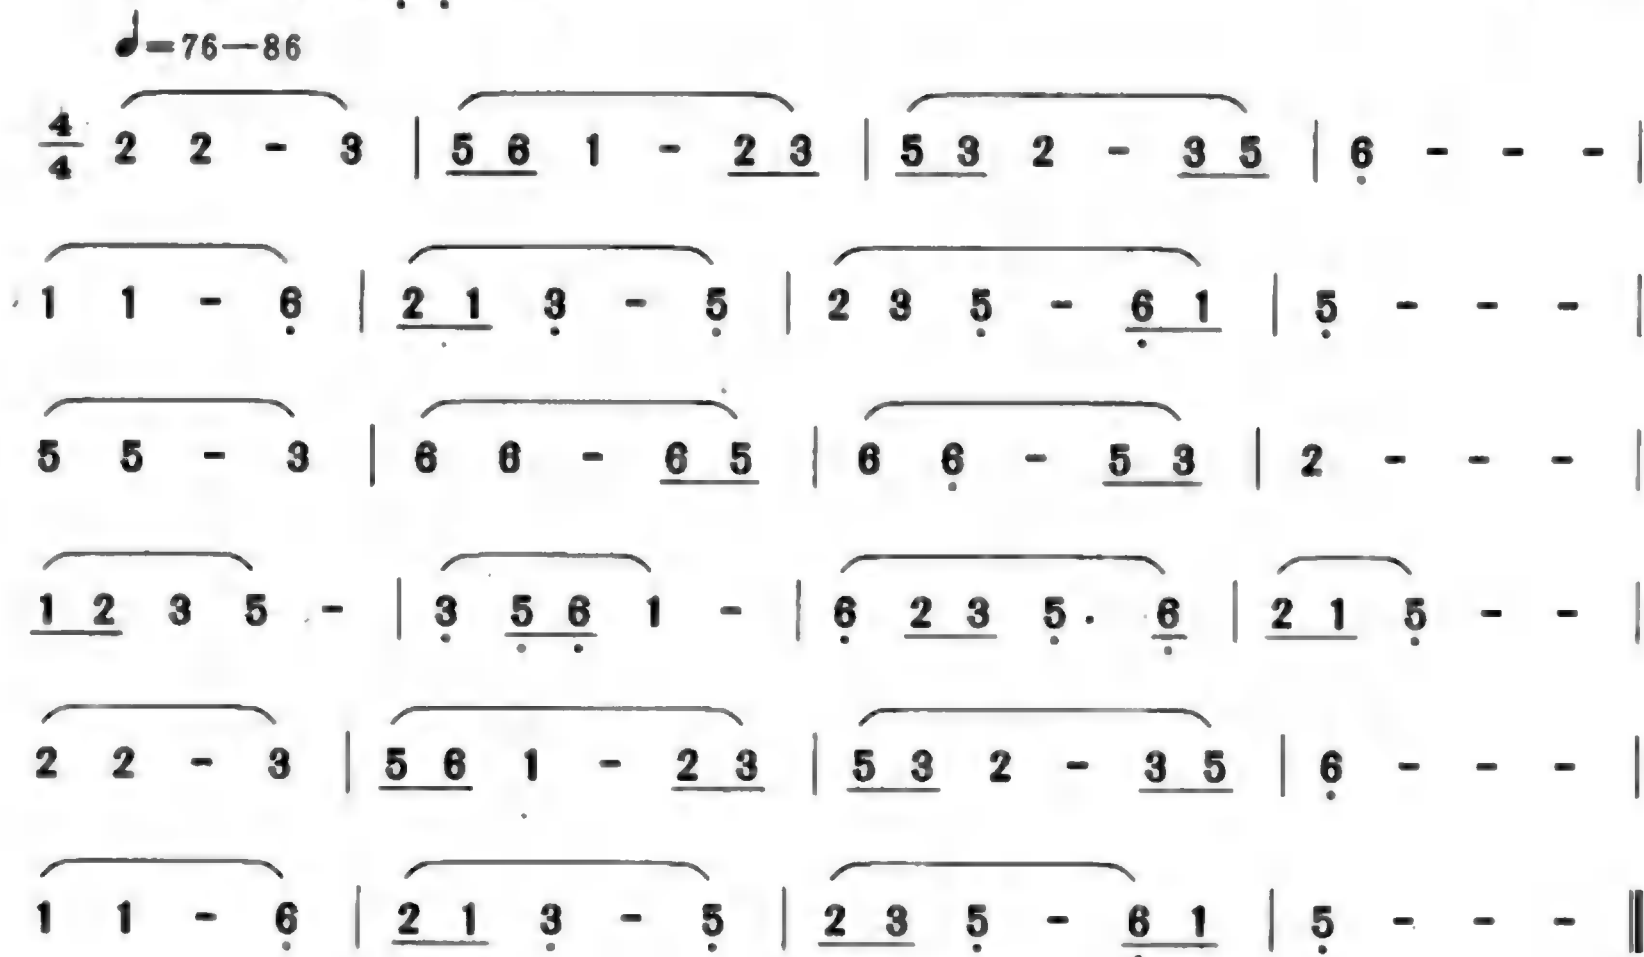 ♩=76—86
4/4 2 2 - 3 | 5 6 1 - 2 3 | 5 3 2 - 3 5 | 6̣ - - - |
1 1 - 6̣ | 2 1 3̣ - 5̣ | 2 3 5̣ - 6̣ 1 | 5̣ - - - |
5 5 - 3 | 6 6 - 6 5 | 6 6̣ - 5 3 | 2 - - - |
1 2 3 5 - | 3̣ 5̣ 6̣ 1 - | 6̣ 2 3 5̣ · 6̣ | 2 1 5̣ - - |
2 2 - 3 | 5 6 1 - 2 3 | 5 3 2 - 3 5 | 6̣ - - - |
1 1 - 6̣ | 2 1 3̣ - 5̣ | 2 3 5̣ - 6̣ 1 | 5̣ - - - ‖